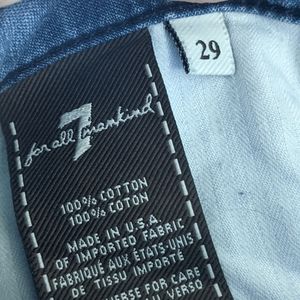 29
7
for all mankind
100% COTTON
100% COTON
MADE IN U.S.A.
OF IMPORTED FABRIC
FABRIQUÉ AUX ÉTATS-UNIS
DE TISSU IMPORTÉ
FOR CARE
VERSO